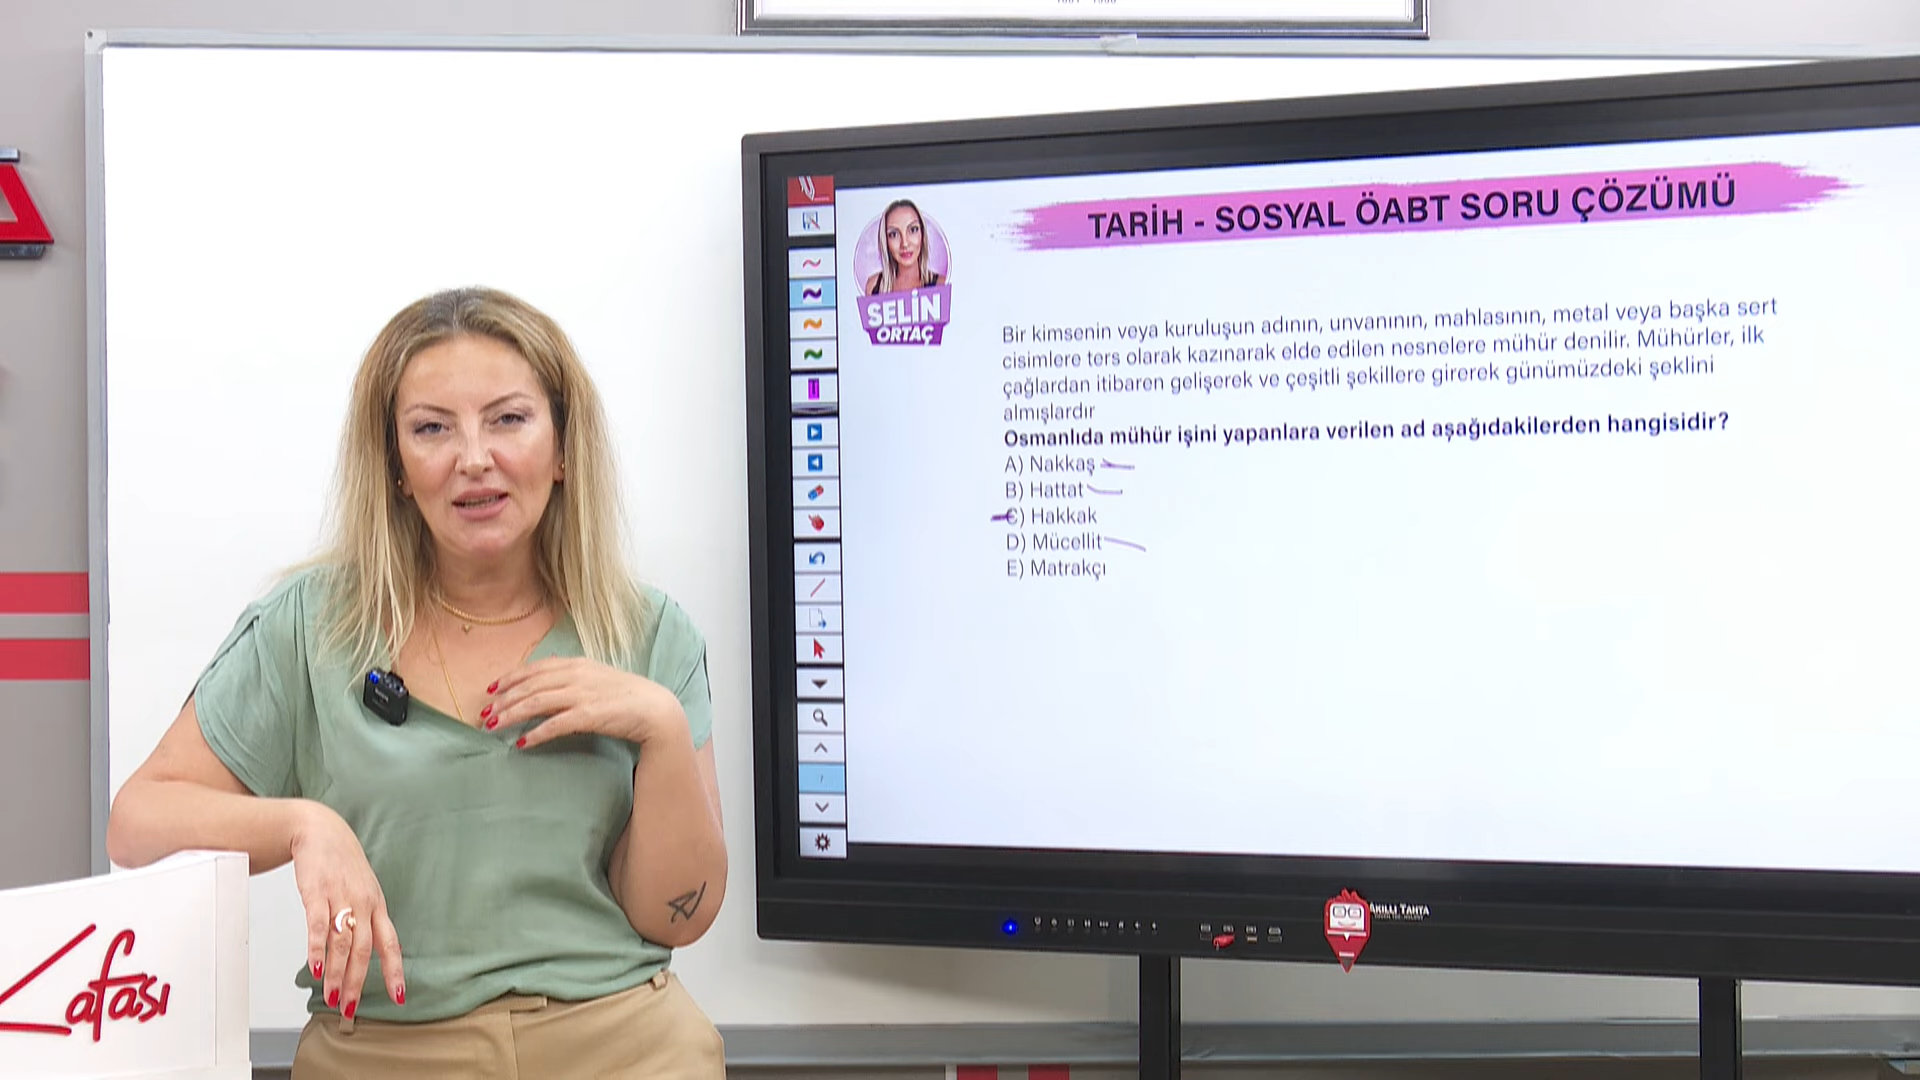 TARİH - SOSYAL ÖABT SORU ÇÖZÜMÜ
SELİN
ORTAÇ
Bir kimsenin veya kuruluşun adının, unvanının, mahlasının, metal veya başka sert
cisimlere ters olarak kazınarak elde edilen nesnelere mühür denilir. Mühürler, ilk
çağlardan itibaren gelişerek ve çeşitli şekillere girerek günümüzdeki şeklini
almışlardır
Osmanlıda mühür işini yapanlara verilen ad aşağıdakilerden hangisidir?
A) Nakkaş
B) Hattat
C) Hakkak
D) Mücellit
E) Matrakçı
AKILLI TAHTA
Kafası